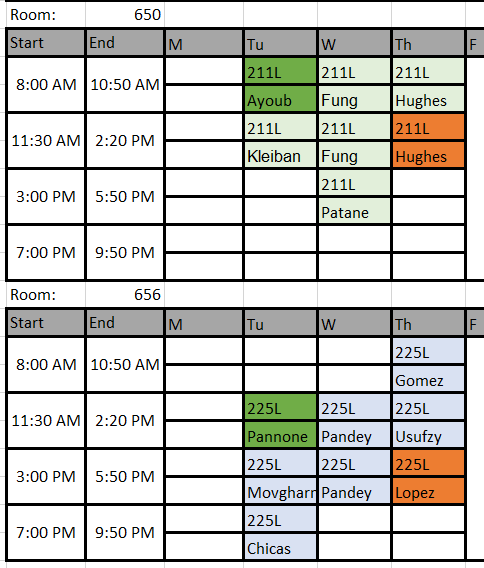 Room: 650
Start End M Tu W Th F
211L 211L 211L
8:00 AM 10:50 AM
Ayoub Fung Hughes
211L 211L 211L
11:30 AM 2:20 PM
Kleiban Fung Hughes
211L
3:00 PM 5:50 PM
Patane
7:00 PM 9:50 PM
Room: 656
Start End M Tu W Th F
225L
8:00 AM 10:50 AM
Gomez
225L 225L 225L
11:30 AM 2:20 PM
Pannone Pandey Usufzy
225L 225L 225L
3:00 PM 5:50 PM
Movgharn Pandey Lopez
225L
7:00 PM 9:50 PM
Chicas